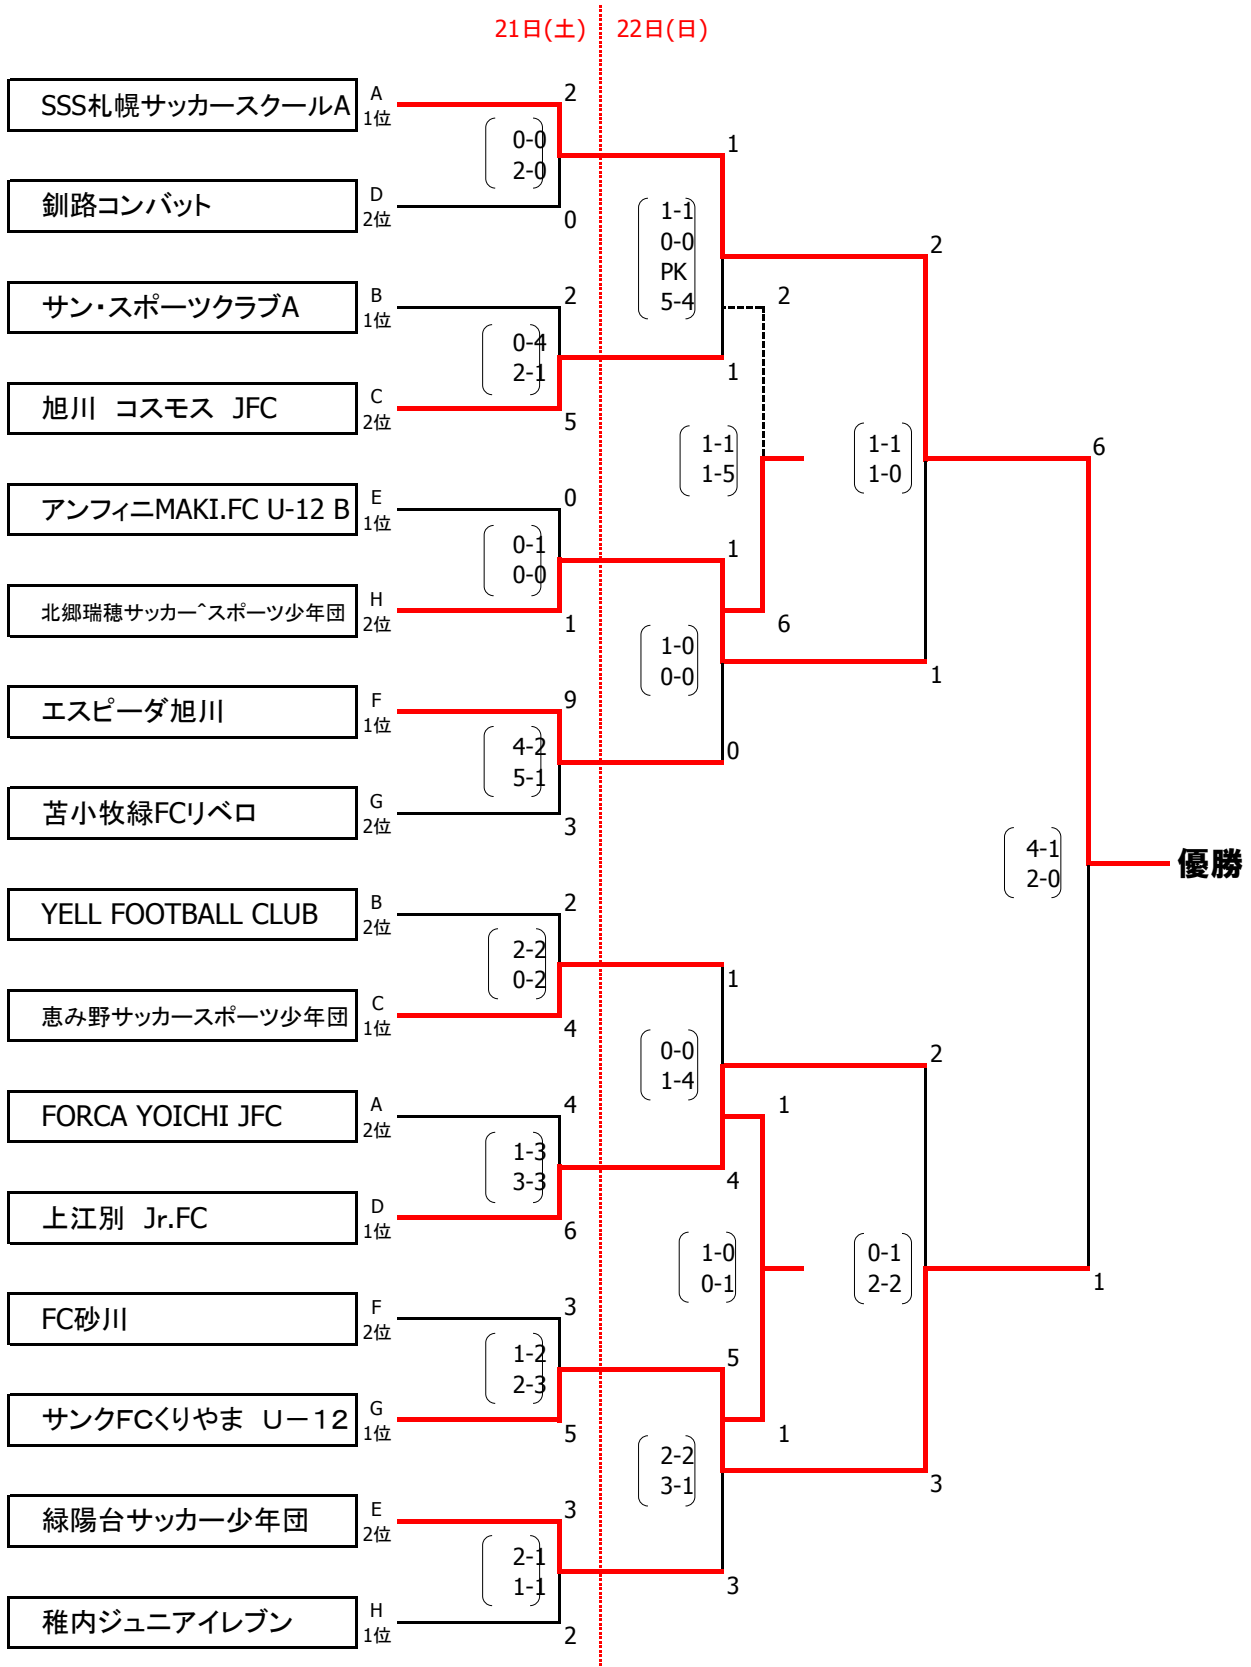 21日(土) 22日(日)
SSS札幌サッカースクールA A 1位 2
0-0
2-0
1
釧路コンバット D 2位 0
1-1
0-0
PK
5-4
2
サン・スポーツクラブA B 1位 2
2
0-4
2-1
1
旭川 コスモス JFC C 2位 5
1-1
1-5
1-1
1-0
6
アンフィニMAKI.FC U-12 B E 1位 0
0-1
0-0
1
北郷瑞穂サッカー^スポーツ少年団 H 2位 1
6
1-0
0-0
1
エスピーダ旭川 F 1位 9
4-2
5-1
0
苫小牧緑FCリベロ G 2位 3
4-1
2-0
優勝
YELL FOOTBALL CLUB B 2位 2
2-2
0-2
1
恵み野サッカースポーツ少年団 C 1位 4
0-0
1-4
2
FORCA YOICHI JFC A 2位 4
1
1-3
3-3
4
上江別 Jr.FC D 1位 6
1-0
0-1
0-1
2-2
1
FC砂川 F 2位 3
1-2
2-3
5
サンクFCくりやま U－12 G 1位 5
1
2-2
3-1
3
緑陽台サッカー少年団 E 2位 3
2-1
1-1
3
稚内ジュニアイレブン H 1位 2